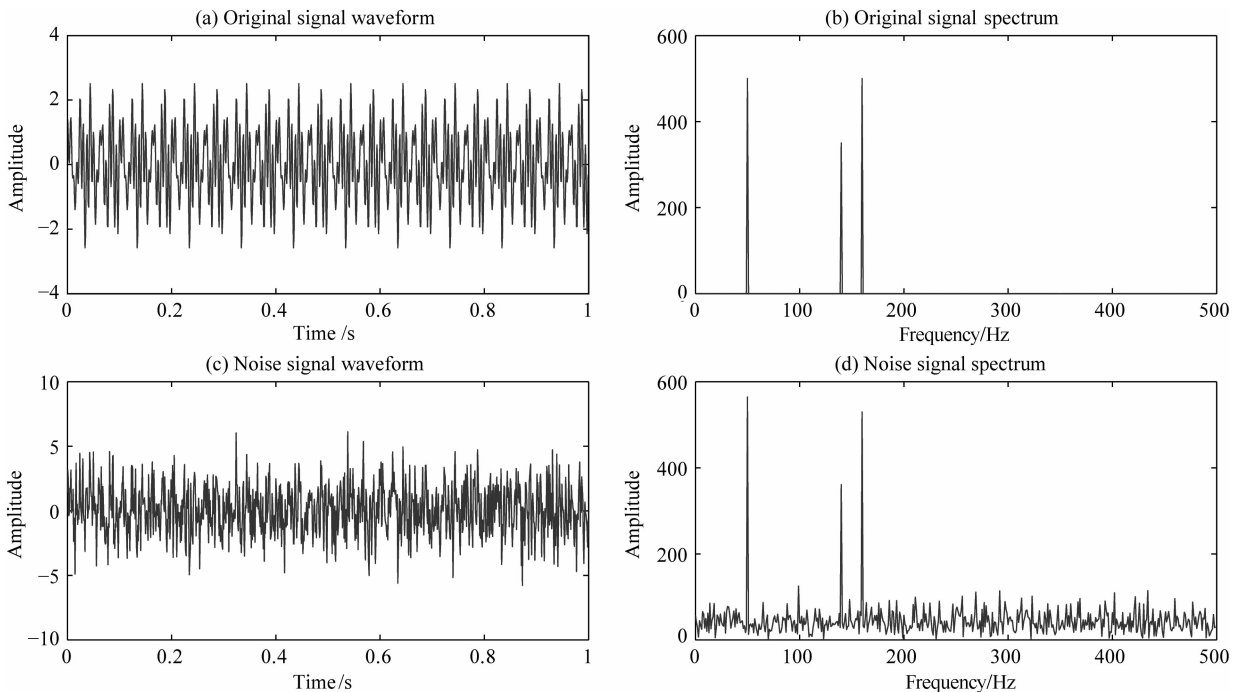 (a) Original signal waveform
4
2
0
−2
−4
Amplitude
0 0.2 0.4 0.6 0.8 1
Time /s
(b) Original signal spectrum
600
400
200
0
Amplitude
0 100 200 300 400 500
Frequency/Hz
(c) Noise signal waveform
10
5
0
−5
−10
Amplitude
0 0.2 0.4 0.6 0.8 1
Time/s
(d) Noise signal spectrum
600
400
200
0
Amplitude
0 100 200 300 400 500
Frequency/Hz